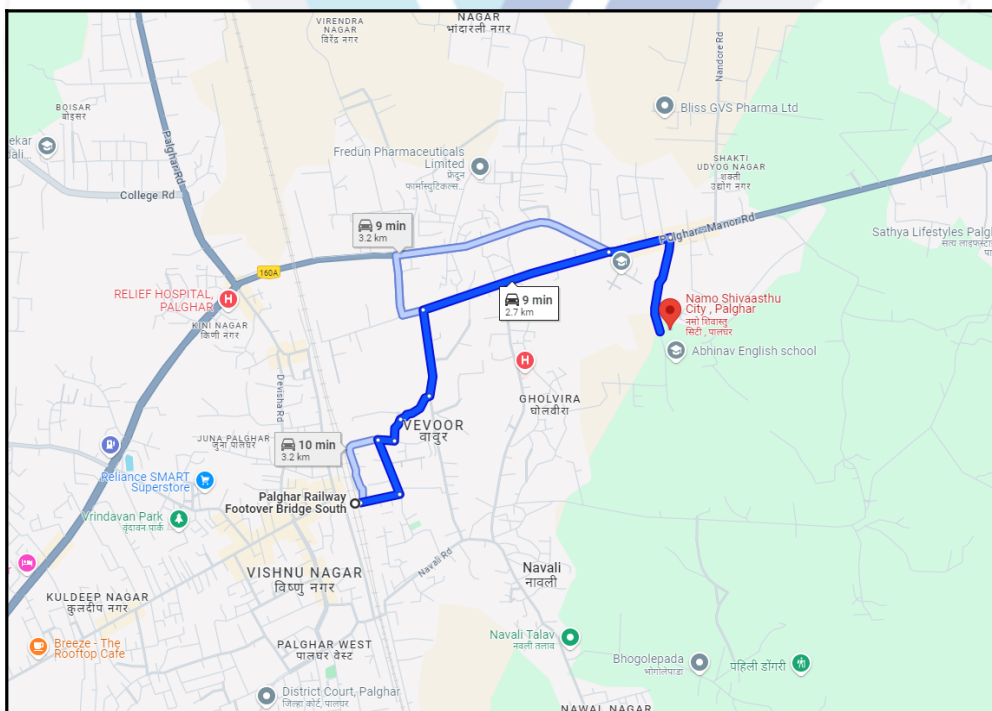 VIRENDRA
NAGAR
विरेंद्र नगर
NAGAR
भांदारली नगर
Nandore Rd
BOISAR
बोइसर
Bliss GVS Pharma Ltd
Palghar Rd
Fredun Pharmaceuticals
Limited
फ्रेदुन
फार्मास्युटिकल्स...
SHAKTI
UDYOG NAGAR
शक्ती
उद्योग नगर
College Rd
9 min
3.2 km
Palghar - Manor Rd
Sathya Lifestyles Palgh
160A
RELIEF HOSPITAL,
PALGHAR
9 min
2.7 km
Namo Shivaasthu
City , Palghar
नमो शिवास्तु
सिटी , पालघर
KINI NAGAR
किणी नगर
Abhinav English school
Devisha Rd
GHOLVIRA
घोलवीरा
VEVOOR
वावुर
JUNA PALGHAR
जुना पालघर
10 min
3.2 km
Reliance SMART
Superstore
Palghar Railway
Footover Bridge South
Vrindavan Park
वृंदावन पार्क
Navali Rd
Navali
नावली
VISHNU NAGAR
विष्णु नगर
KULDEEP NAGAR
कुलदीप नगर
Navali Talav
नवली तलाव
Breeze - The
Rooftop Cafe
PALGHAR WEST
पालघर वेस्ट
Bhogolepada
भोगोलेपाडा
पहिली डोंगरी
District Court, Palghar
जिल्हा कोर्ट, पालघर
NAWAL NAGAR